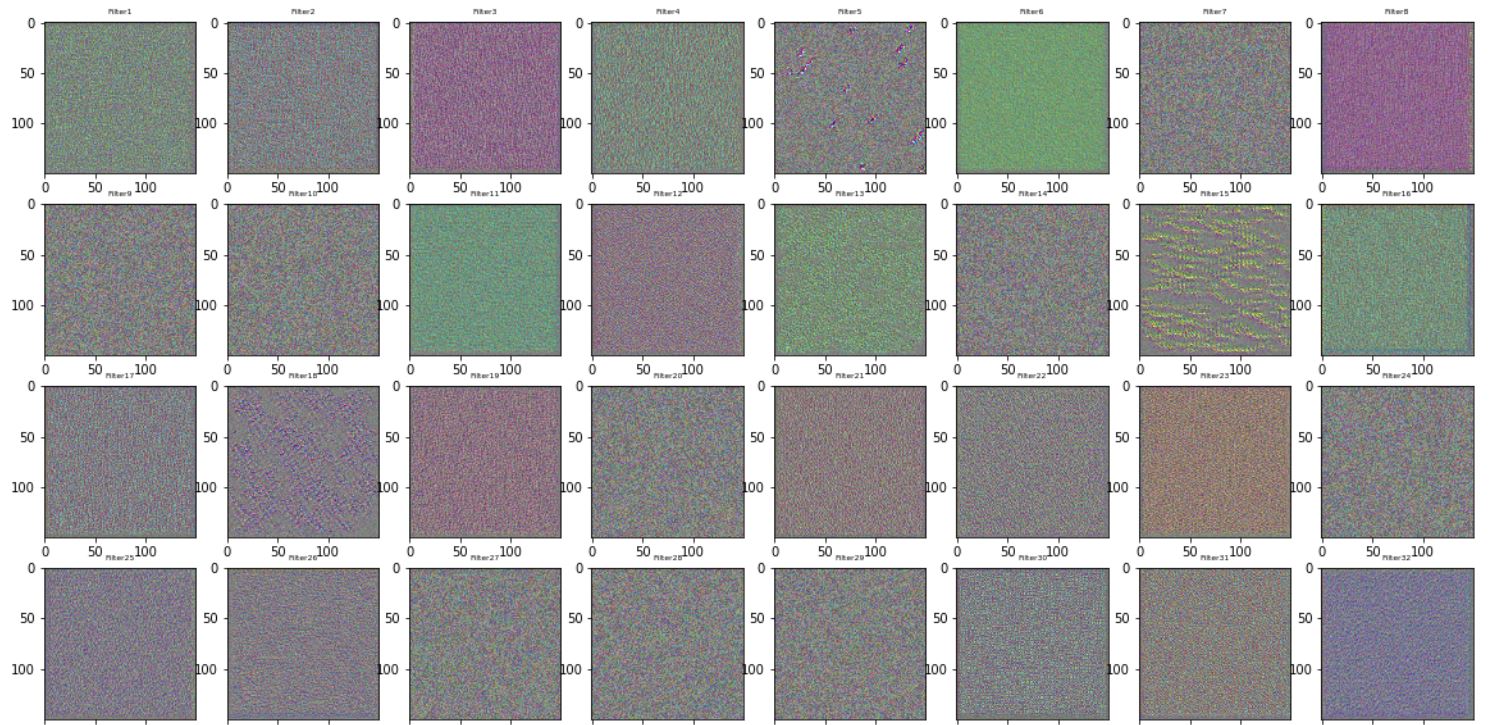 Filter1 Filter2 Filter3 Filter4 Filter5 Filter6 Filter7 Filter8
0 0 0 0 0 0 0 0
50 50 50 50 50 50 50 50
100 100 100 100 100 100 100 100
0 50 100 0 50 100 0 50 100 0 50 100 0 50 100 0 50 100 0 50 100 0 50 100
Filter9 Filter10 Filter11 Filter12 Filter13 Filter14 Filter15 Filter16
0 0 0 0 0 0 0 0
50 50 50 50 50 50 50 50
100 100 100 100 100 100 100 100
0 50 100 0 50 100 0 50 100 0 50 100 0 50 100 0 50 100 0 50 100 0 50 100
Filter17 Filter18 Filter19 Filter20 Filter21 Filter22 Filter23 Filter24
0 0 0 0 0 0 0 0
50 50 50 50 50 50 50 50
100 100 100 100 100 100 100 100
0 50 100 0 50 100 0 50 100 0 50 100 0 50 100 0 50 100 0 50 100 0 50 100
Filter25 Filter26 Filter27 Filter28 Filter29 Filter30 Filter31 Filter32
0 0 0 0 0 0 0 0
50 50 50 50 50 50 50 50
100 100 100 100 100 100 100 100